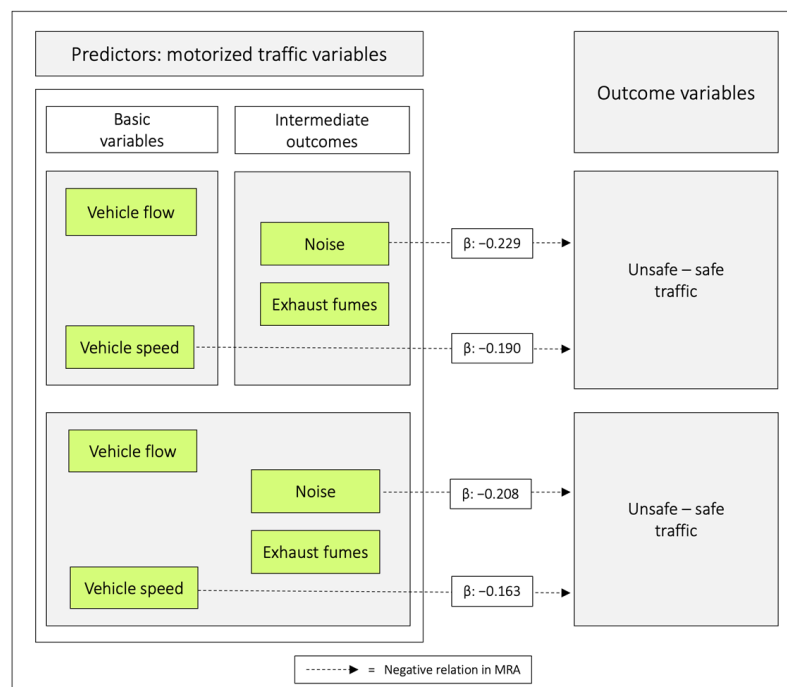 Predictors: motorized traffic variables
Outcome variables
Basic
variables
Intermediate
outcomes
Vehicle flow
Noise
β: −0.229
Unsafe – safe
traffic
Exhaust fumes
Vehicle speed
β: −0.190
Vehicle flow
Noise
β: −0.208
Unsafe – safe
traffic
Exhaust fumes
Vehicle speed
β: −0.163
= Negative relation in MRA